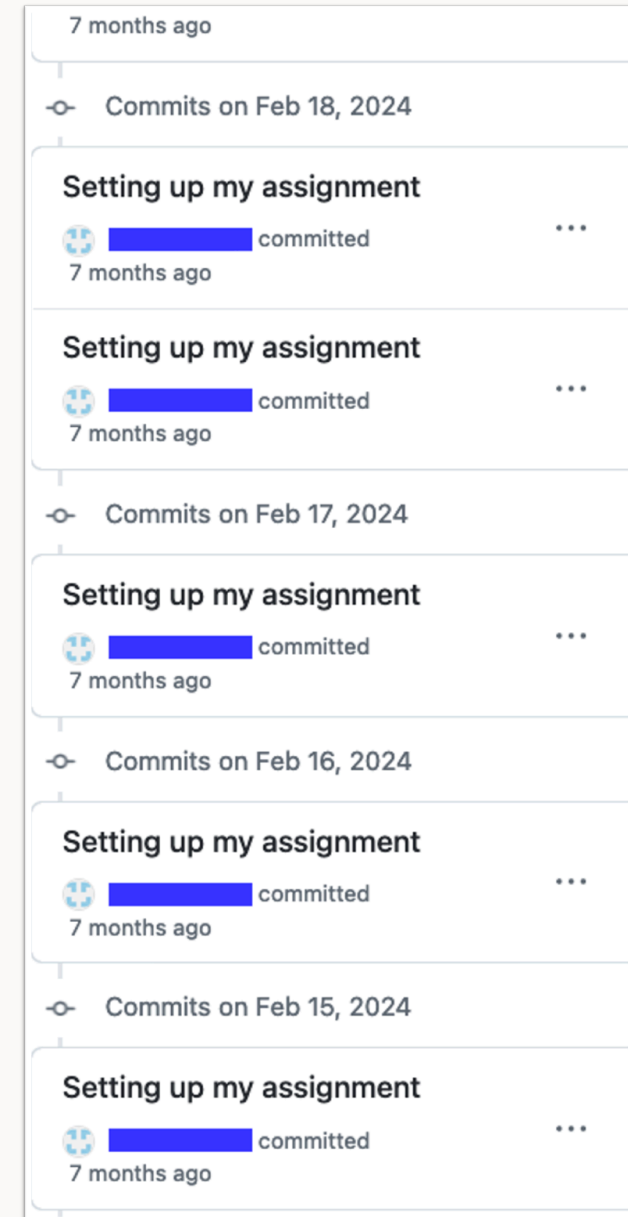 7 months ago
Commits on Feb 18, 2024
Setting up my assignment
committed
7 months ago
Setting up my assignment
committed
7 months ago
Commits on Feb 17, 2024
Setting up my assignment
committed
7 months ago
Commits on Feb 16, 2024
Setting up my assignment
committed
7 months ago
Commits on Feb 15, 2024
Setting up my assignment
committed
7 months ago